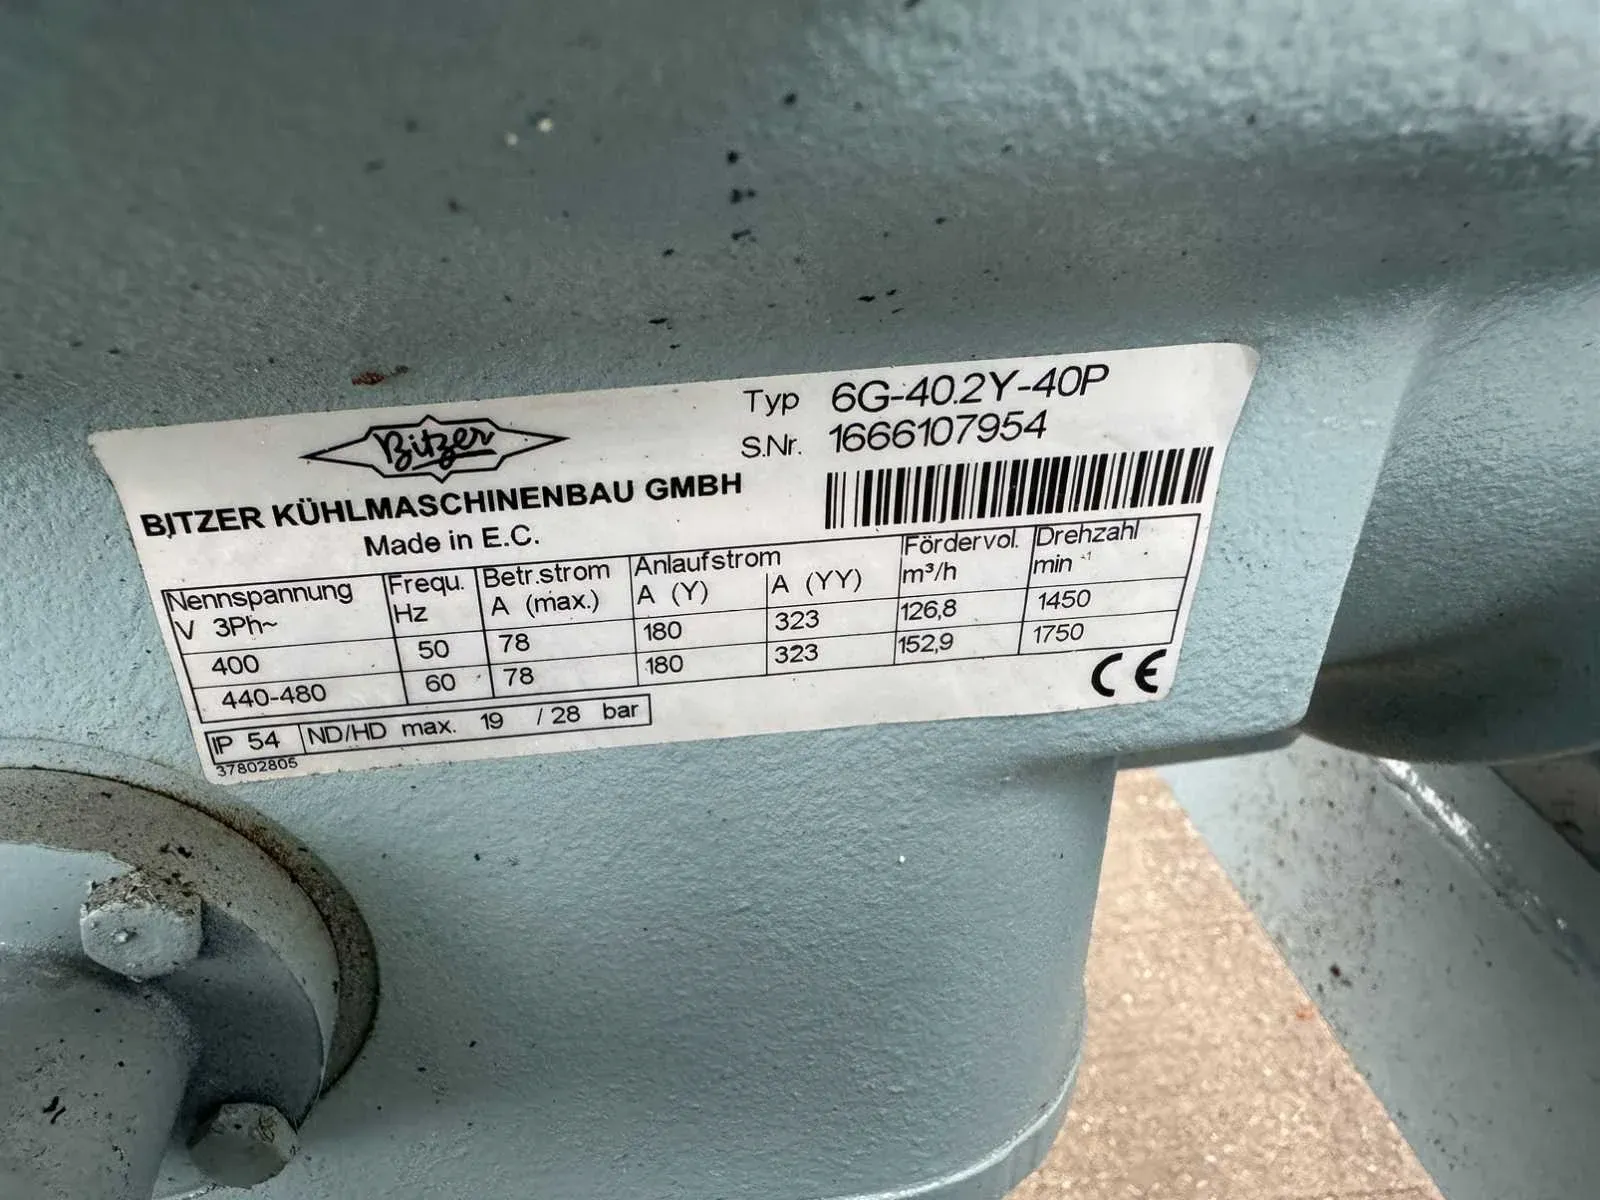 Bitzer
Typ 6G-40.2Y-40P
S.Nr. 1666107954
BITZER KÜHLMASCHINENBAU GMBH
Made in E.C.
Nennspannung Frequ. Betr.strom Anlaufstrom Fördervol. Drehzahl
V 3Ph~ Hz A (max.) A (Y) A (YY) m³/h min -1
400 50 78 180 323 126,8 1450
440-480 60 78 180 323 152,9 1750
IP 54 ND/HD max. 19 / 28 bar CE
37802805